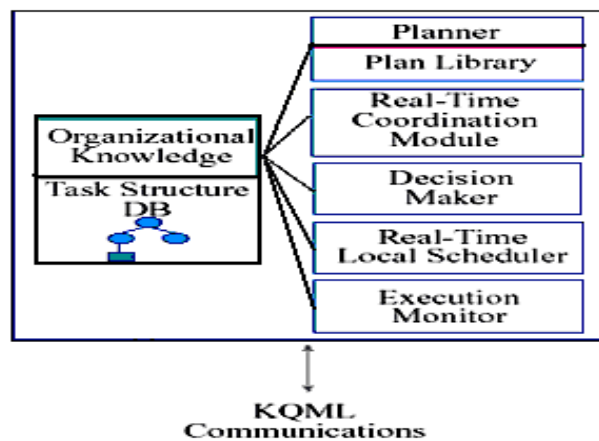 Organizational
Knowledge
Task Structure
DB
Planner
Plan Library
Real-Time
Coordination
Module
Decision
Maker
Real-Time
Local Scheduler
Execution
Monitor
KQML
Communications